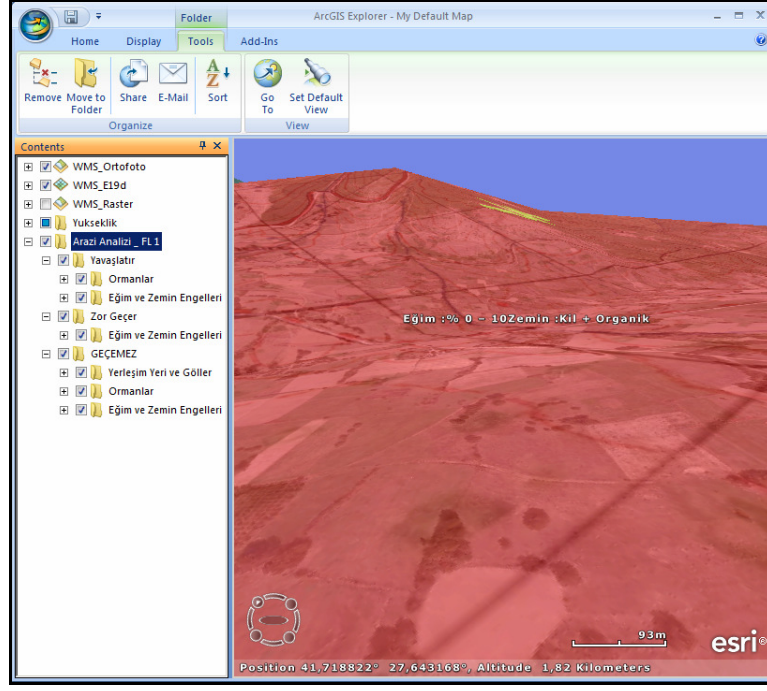 Folder
ArcGIS Explorer - My Default Map
Home Display Tools Add-Ins
Remove Move to Folder Share E-Mail Sort Go To Set Default View
Organize View
Contents
WMS_Ortofoto
WMS_E19d
WMS_Raster
Yukseklik
Arazi Analizi _ FL 1
Yavaşlatır
Ormanlar
Eğim ve Zemin Engelleri
Zor Geçer
Eğim ve Zemin Engelleri
GEÇEMEZ
Yerleşim Yeri ve Göller
Ormanlar
Eğim ve Zemin Engelleri
Eğim :% 0 - 10Zemin :Kil + Organik
93m
esri
Position 41,718822° 27,643168°, Altitude 1,82 Kilometers